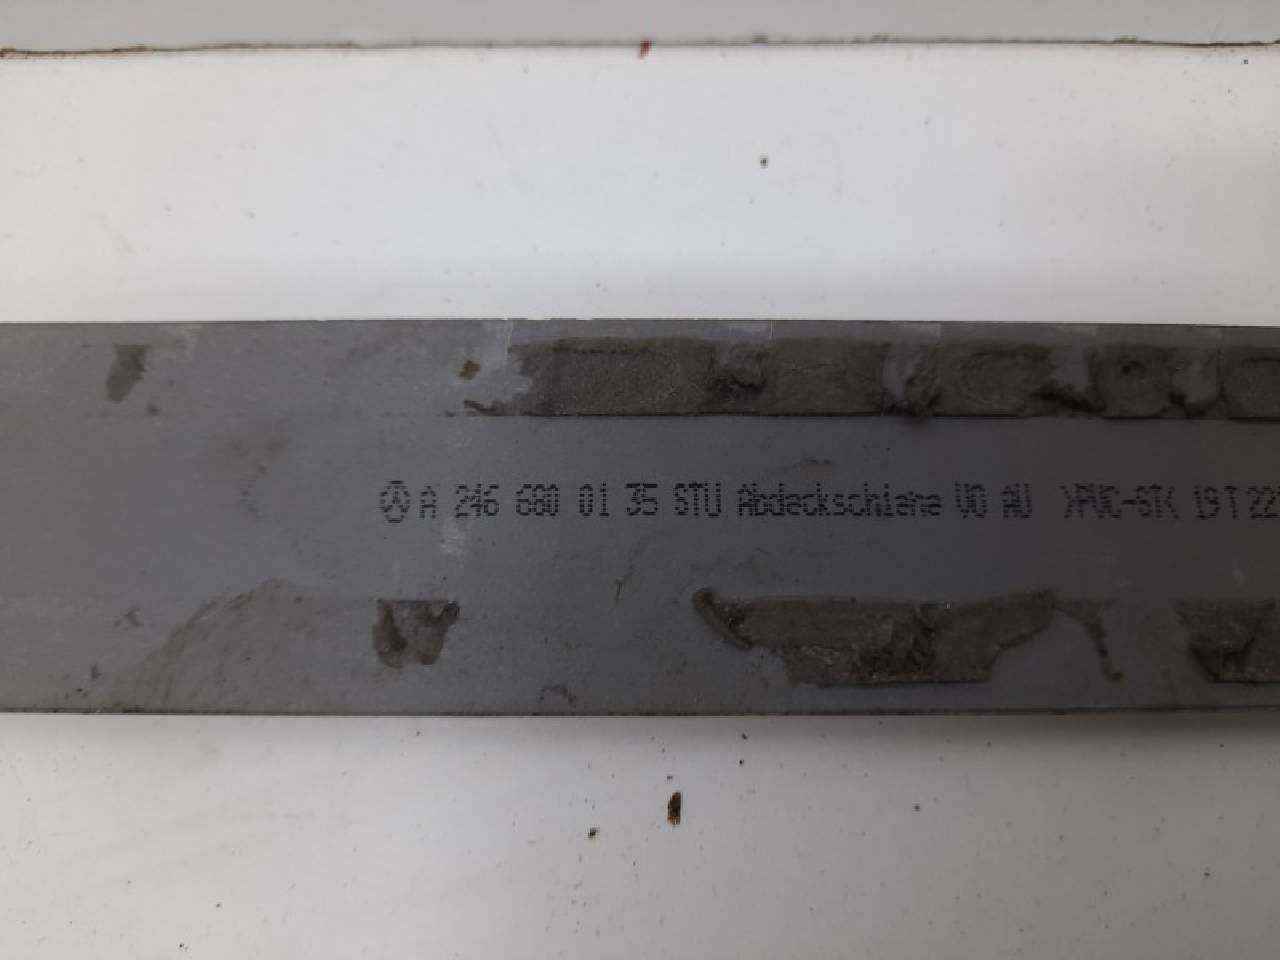 A 246 680 01 35 STU Abdeckschiene VO AU >PVC-ST< 19 T 22